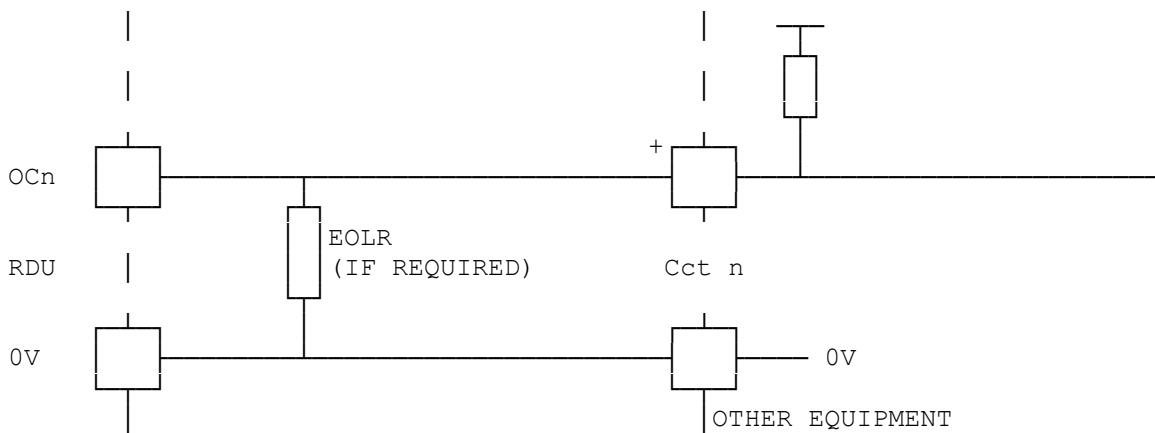 +
OCn
EOLR
RDU
(IF REQUIRED)
Cct n
0V
0V
OTHER EQUIPMENT